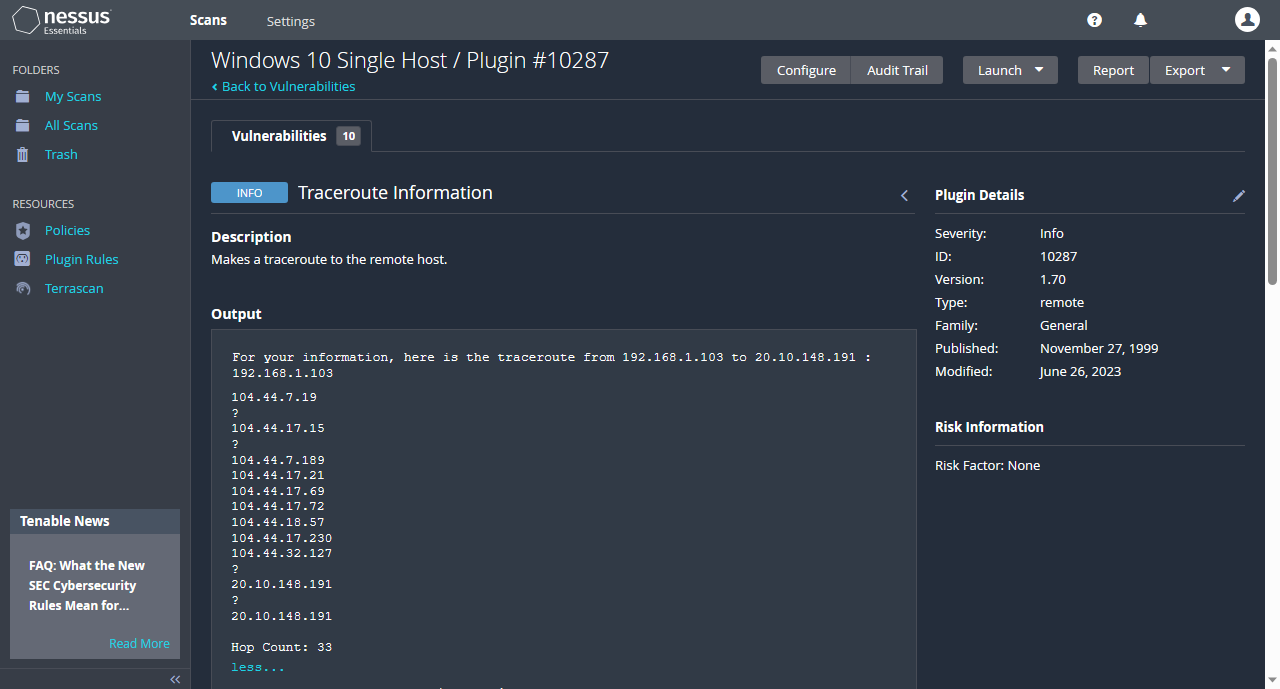 nessus
Essentials
Scans
Settings
FOLDERS
My Scans
All Scans
Trash
RESOURCES
Policies
Plugin Rules
Terrascan
Tenable News
FAQ: What the New
SEC Cybersecurity
Rules Mean for...
Read More
Windows 10 Single Host / Plugin #10287
Back to Vulnerabilities
Configure
Audit Trail
Launch
Report
Export
Vulnerabilities 10
INFO Traceroute Information
Description
Makes a traceroute to the remote host.
Output
For your information, here is the traceroute from 192.168.1.103 to 20.10.148.191 :
192.168.1.103
104.44.7.19
?
104.44.17.15
?
104.44.7.189
104.44.17.21
104.44.17.69
104.44.17.72
104.44.18.57
104.44.17.230
104.44.32.127
?
20.10.148.191
?
20.10.148.191
Hop Count: 33
less...
Plugin Details
Severity: Info
ID: 10287
Version: 1.70
Type: remote
Family: General
Published: November 27, 1999
Modified: June 26, 2023
Risk Information
Risk Factor: None